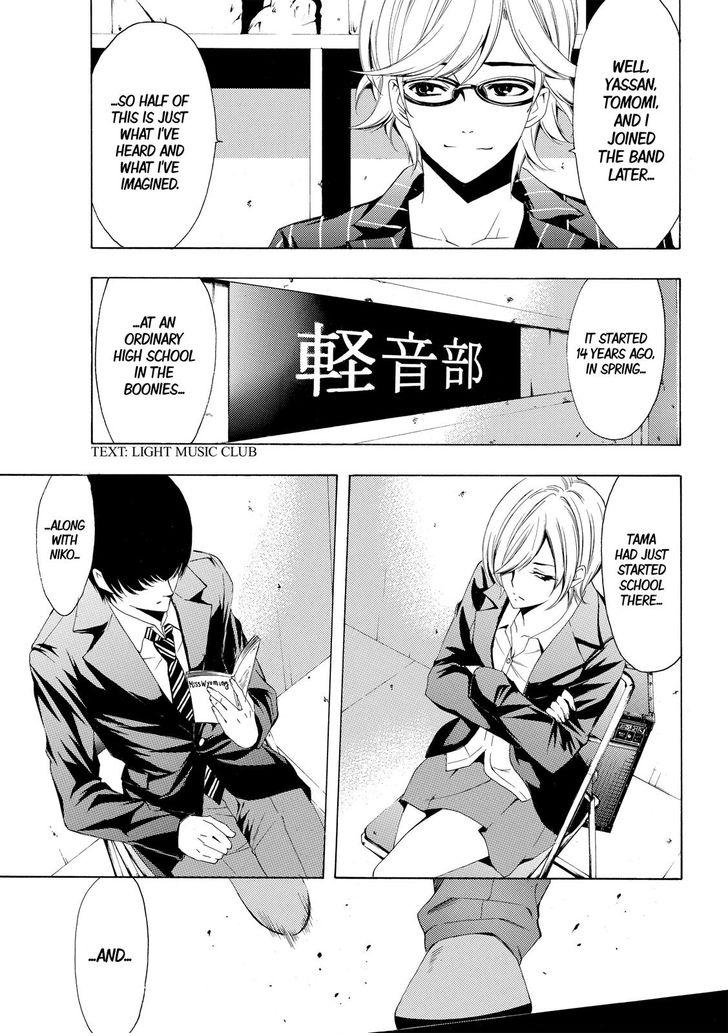 WELL,
YASSAN,
TOMOMI,
AND I
JOINED
THE BAND
LATER...
...SO HALF OF
THIS IS JUST
WHAT I'VE
HEARD AND
WHAT I'VE
IMAGINED.
IT STARTED
14 YEARS AGO,
IN SPRING...
軽音部
...AT AN
ORDINARY
HIGH SCHOOL
IN THE
BOONIES...
TEXT: LIGHT MUSIC CLUB
TAMA
HAD JUST
STARTED
SCHOOL
THERE...
...ALONG
WITH
NIKO...
Miss Wyoming
...AND...